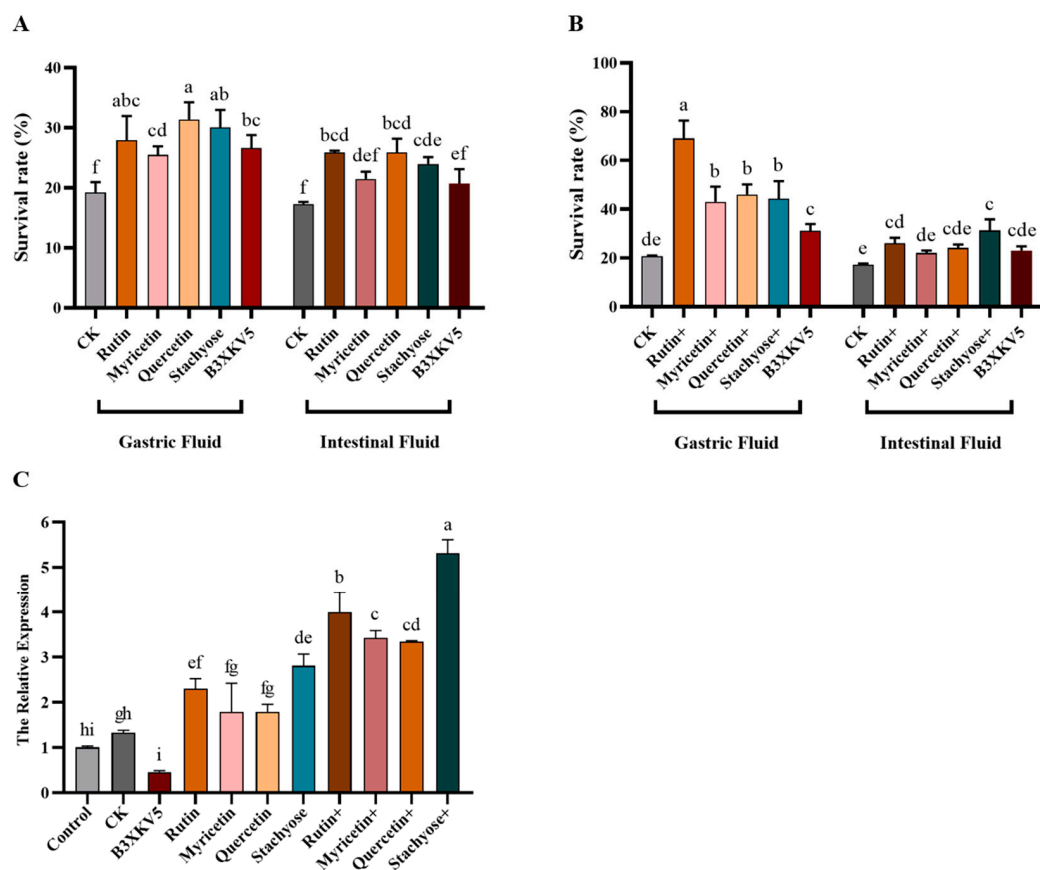 A
Survival rate (%)
40
30
20
10
0
f
abc
cd
a
ab
bc
f
bcd
def
bcd
cde
ef
CK
Rutin
Myricetin
Quercetin
Stachyose
B3XKV5
CK
Rutin
Myricetin
Quercetin
Stachyose
B3XKV5
Gastric Fluid
Intestinal Fluid
B
Survival rate (%)
100
80
60
40
20
0
de
a
b
b
b
c
e
cd
de
cde
c
cde
CK
Rutin+
Myricetin+
Quercetin+
Stachyose+
B3XKV5
CK
Rutin+
Myricetin+
Quercetin+
Stachyose+
B3XKV5
Gastric Fluid
Intestinal Fluid
C
The Relative Expression
6
5
4
3
2
1
0
hi
gh
i
ef
fg
fg
de
b
c
cd
a
Control
CK
B3XKV5
Rutin
Myricetin
Quercetin
Stachyose
Rutin+
Myricetin+
Quercetin+
Stachyose+